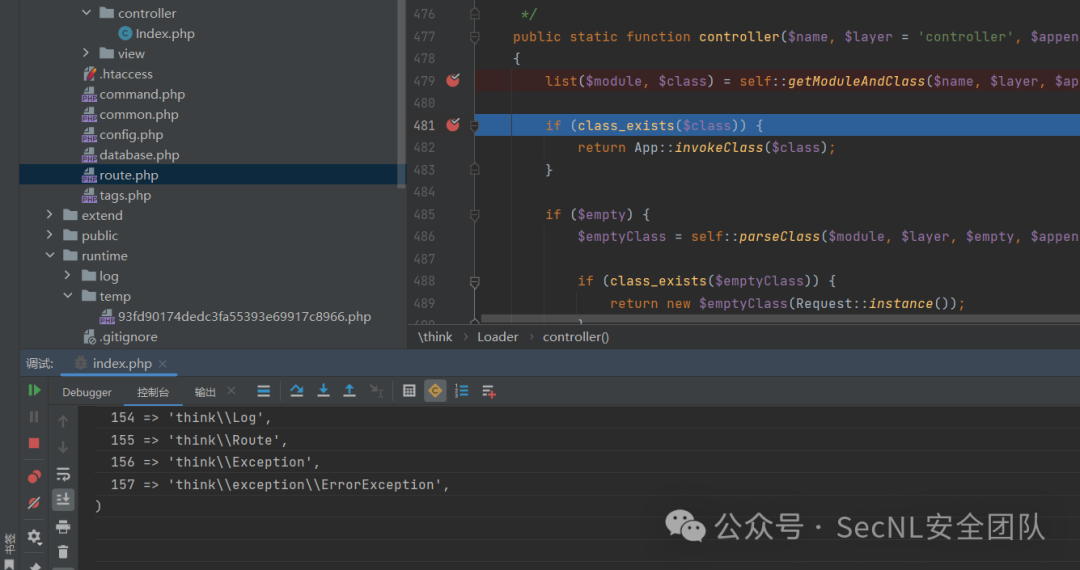 controller
Index.php
view
.htaccess
command.php
common.php
config.php
database.php
route.php
tags.php
extend
public
runtime
log
temp
93fd90174dedc3fa55393e69917c8966.php
.gitignore
476 */
477 public static function controller($name, $layer = 'controller', $appen
478 {
479 list($module, $class) = self::getModuleAndClass($name, $layer, $ap
480
481 if (class_exists($class)) {
482 return App::invokeClass($class);
483 }
484
485 if ($empty) {
486 $emptyClass = self::parseClass($module, $layer, $empty, $appen
487
488 if (class_exists($emptyClass)) {
489 return new $emptyClass(Request::instance());
\think › Loader › controller()
调试: index.php ×
Debugger 控制台 输出 ×
154 => 'think\\Log',
155 => 'think\\Route',
156 => 'think\\Exception',
157 => 'think\\exception\\ErrorException',
)
书签
公众号 · SecNL安全团队